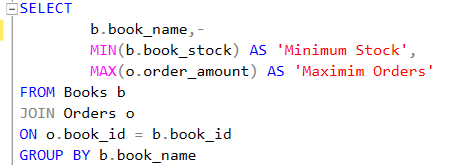 SELECT
b.book_name,-
MIN(b.book_stock) AS 'Minimum Stock',
MAX(o.order_amount) AS 'Maximim Orders'
FROM Books b
JOIN Orders o
ON o.book_id = b.book_id
GROUP BY b.book_name